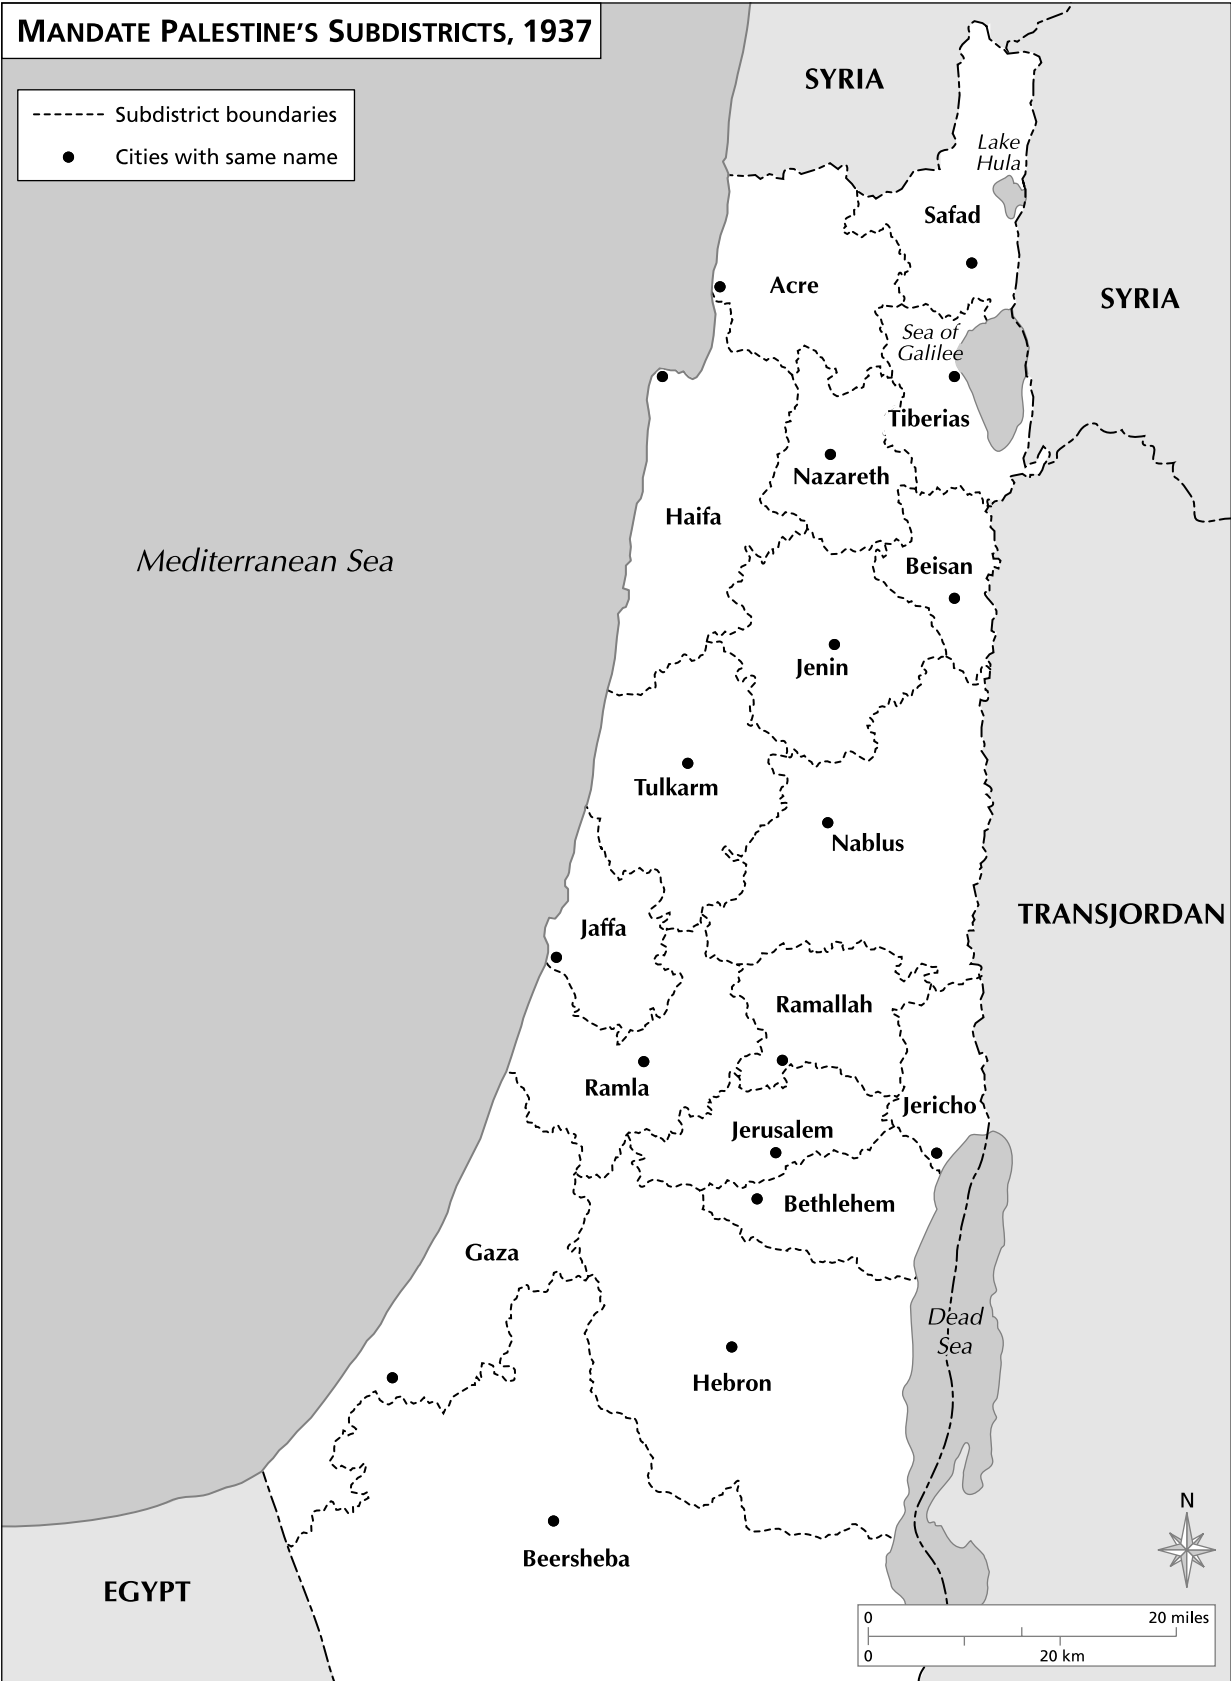 MANDATE PALESTINE'S SUBDISTRICTS, 1937
Subdistrict boundaries
Cities with same name
SYRIA
Lake
Hula
Safad
Acre
SYRIA
Sea of
Galilee
Tiberias
Nazareth
Haifa
Mediterranean Sea
Beisan
Jenin
Tulkarm
Nablus
TRANSJORDAN
Jaffa
Ramallah
Ramla
Jericho
Jerusalem
Bethlehem
Gaza
Dead
Sea
Hebron
N
Beersheba
EGYPT
0 20 miles
0 20 km